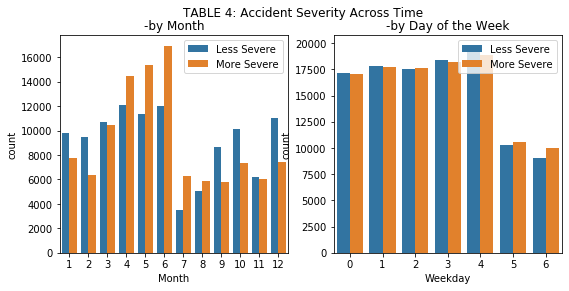 TABLE 4: Accident Severity Across Time
-by Month
-by Day of the Week
Less Severe
More Severe
Less Severe
More Severe
count
16000
14000
12000
10000
8000
6000
4000
2000
0
1 2 3 4 5 6 7 8 9 10 11 12
Month
count
20000
17500
15000
12500
10000
7500
5000
2500
0
0 1 2 3 4 5 6
Weekday